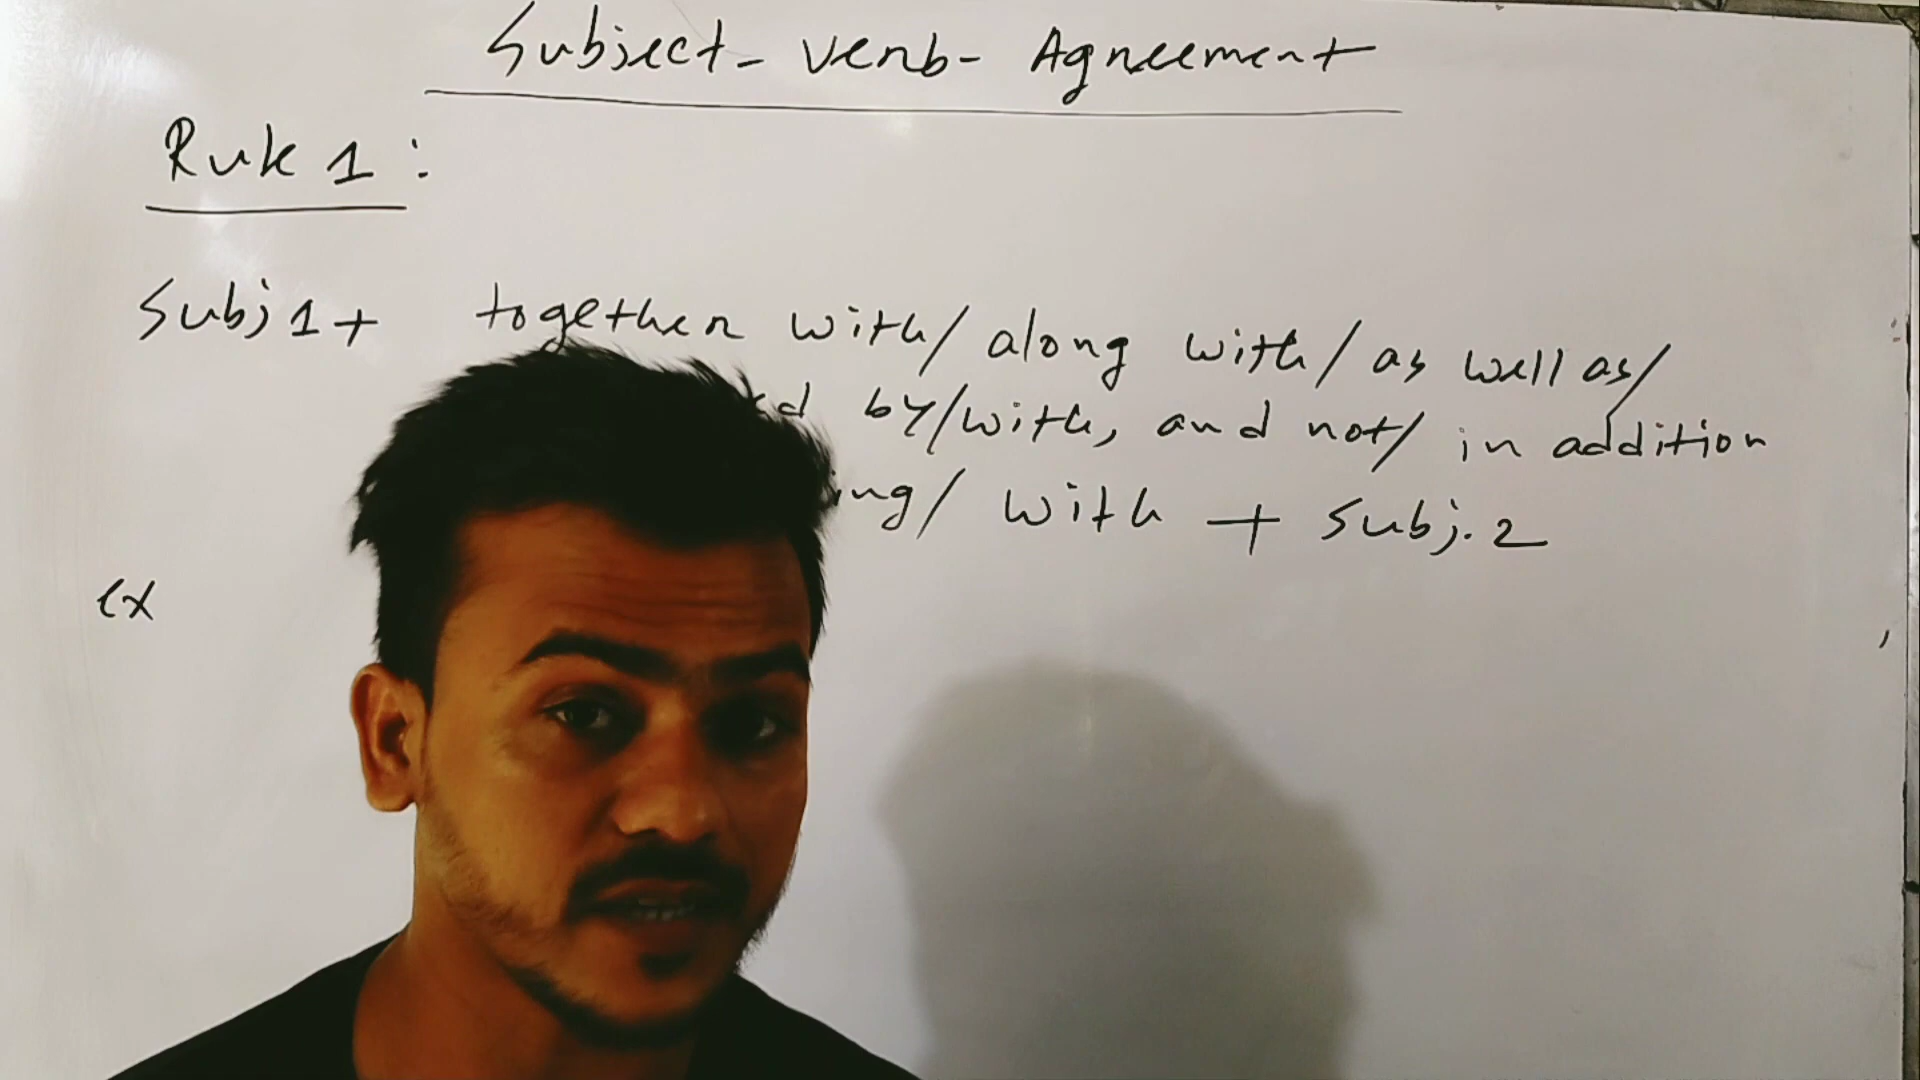 Subject-Verb-Agreement
Rule 1:
Subj 1 + together with/ along with/ as well as/
by/with, and not/ in addition
with + Subj. 2
ex